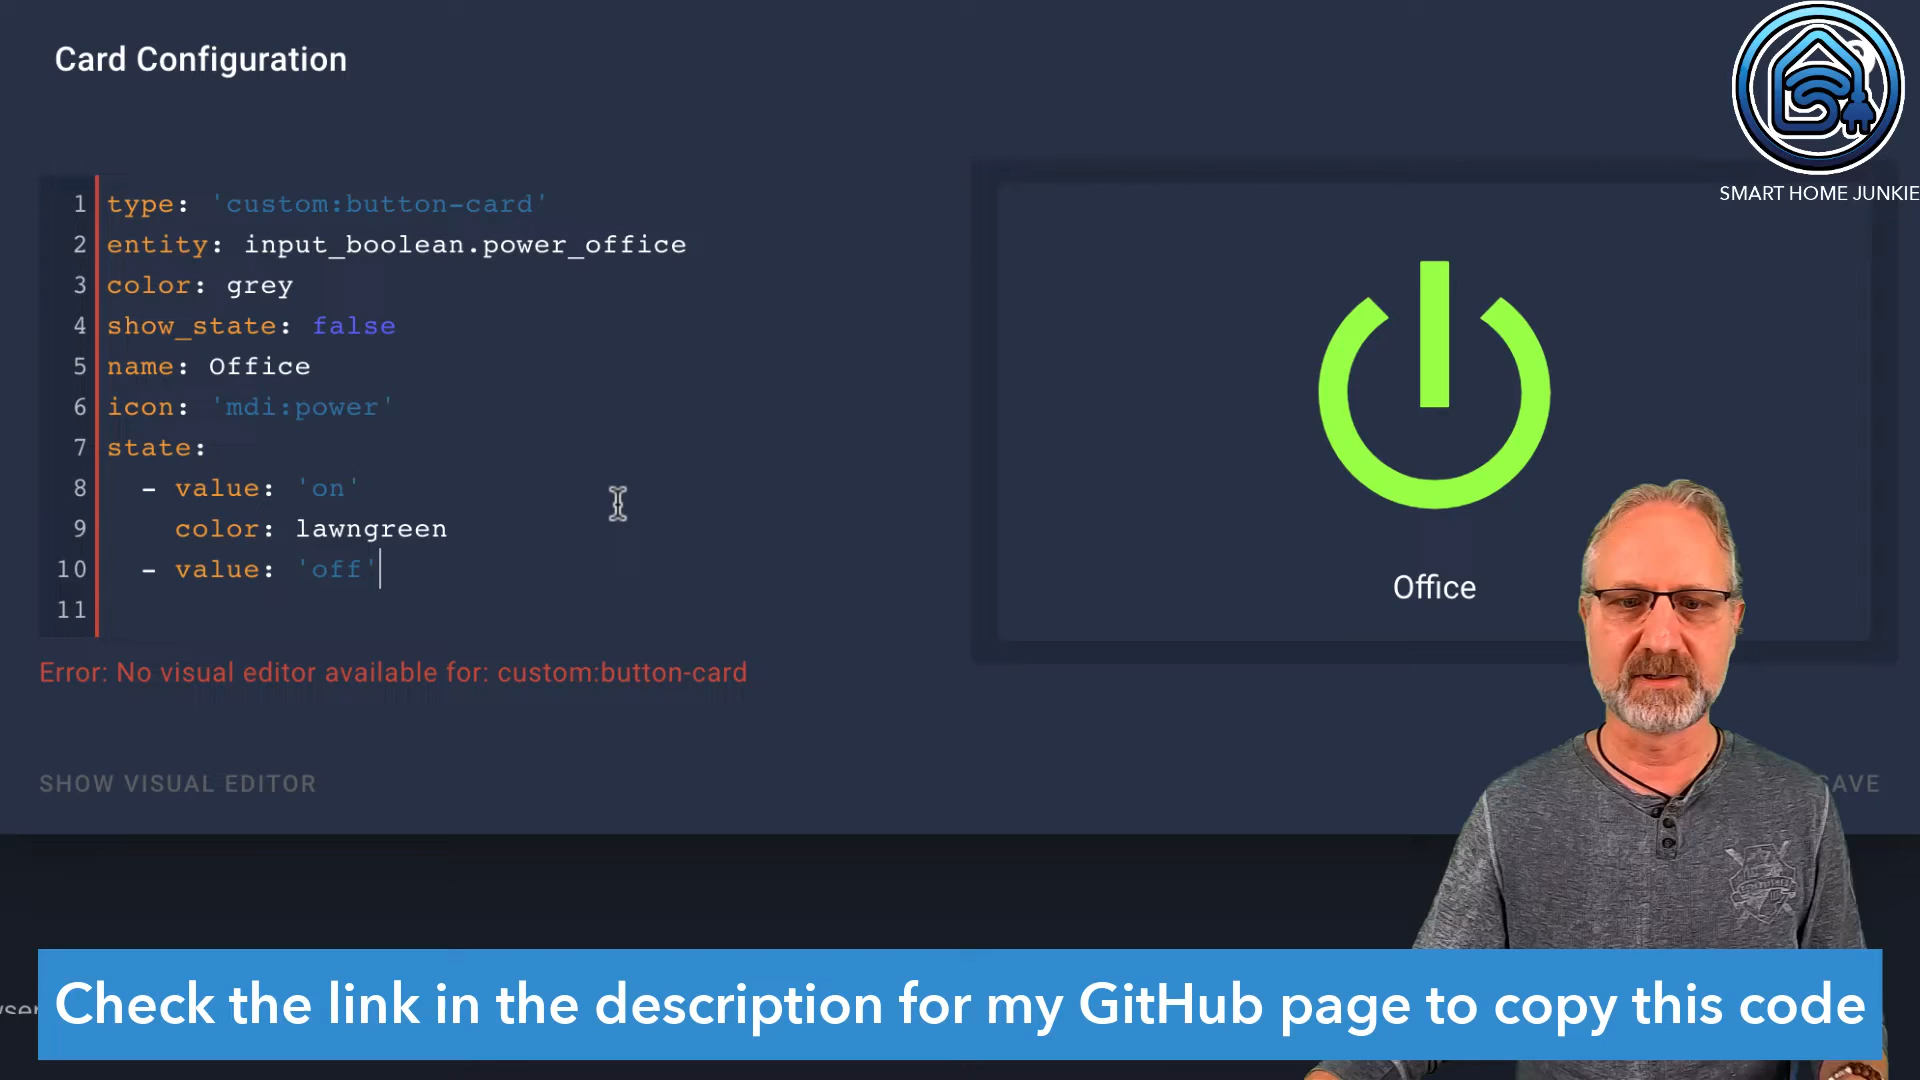 Card Configuration
SMART HOME JUNKIE
1 type: 'custom:button-card'
2 entity: input_boolean.power_office
3 color: grey
4 show_state: false
5 name: Office
6 icon: 'mdi:power'
7 state:
8 - value: 'on'
9 color: lawngreen
10 - value: 'off'
11
Office
Error: No visual editor available for: custom:button-card
SHOW VISUAL EDITOR
SAVE
Check the link in the description for my GitHub page to copy this code